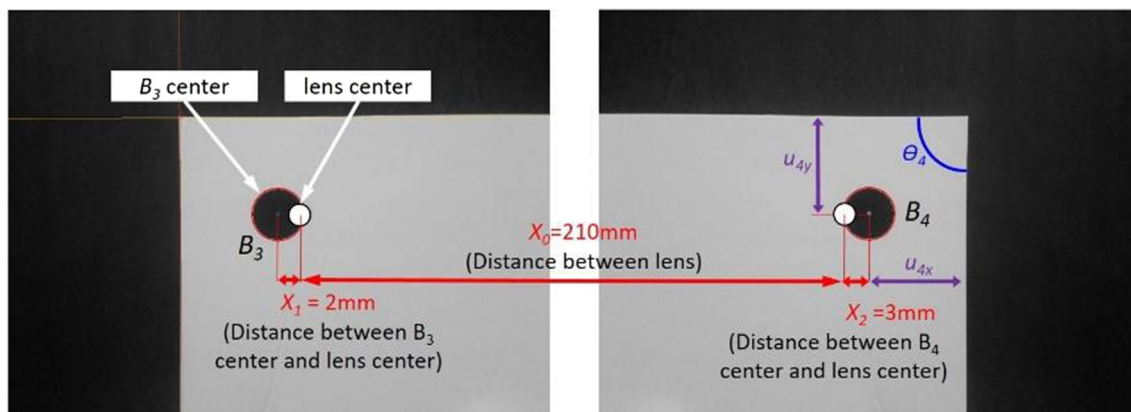 B3 center
lens center
B3
X1 = 2mm
(Distance between B3
center and lens center)
X0=210mm
(Distance between lens)
u4y
θ4
B4
u4x
X2 =3mm
(Distance between B4
center and lens center)